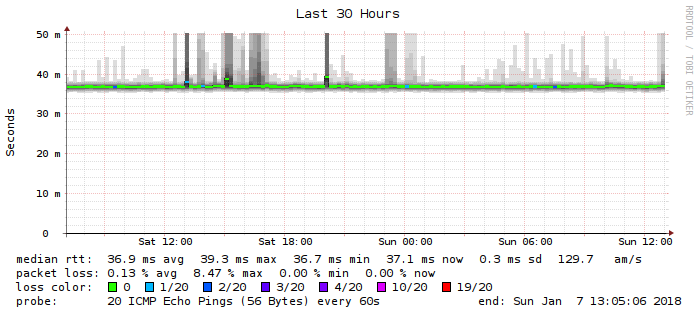 Last 30 Hours
RRDTOOL / TOBI OETIKER
Seconds
50 m
40 m
30 m
20 m
10 m
0
Sat 12:00 Sat 18:00 Sun 00:00 Sun 06:00 Sun 12:00
median rtt: 36.9 ms avg 39.3 ms max 36.7 ms min 37.1 ms now 0.3 ms sd 129.7 am/s
packet loss: 0.13 % avg 8.47 % max 0.00 % min 0.00 % now
loss color: 0 1/20 2/20 3/20 4/20 10/20 19/20
probe: 20 ICMP Echo Pings (56 Bytes) every 60s end: Sun Jan 7 13:05:06 2018